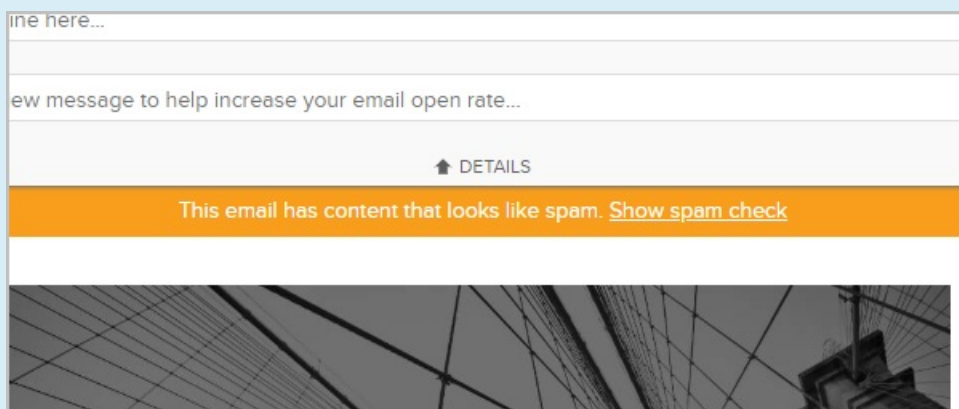 ine here...
ew message to help increase your email open rate...
DETAILS
This email has content that looks like spam. Show spam check